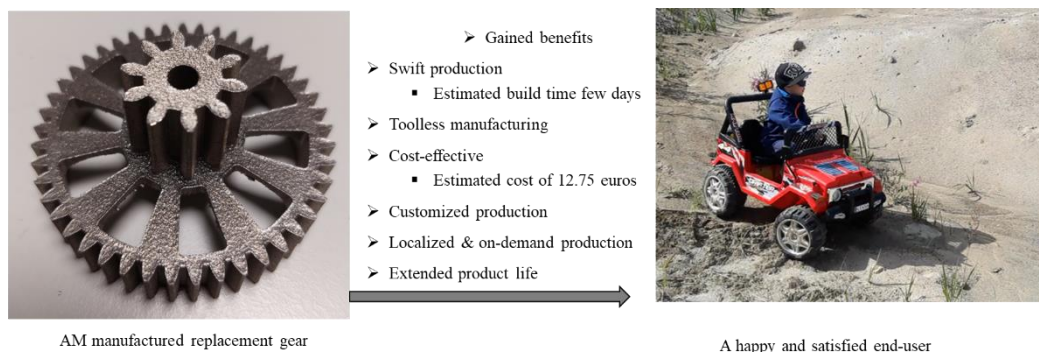 ➢ Gained benefits
➢ Swift production
▪ Estimated build time few days
➢ Toolless manufacturing
➢ Cost-effective
▪ Estimated cost of 12.75 euros
➢ Customized production
➢ Localized & on-demand production
➢ Extended product life
AM manufactured replacement gear
A happy and satisfied end-user